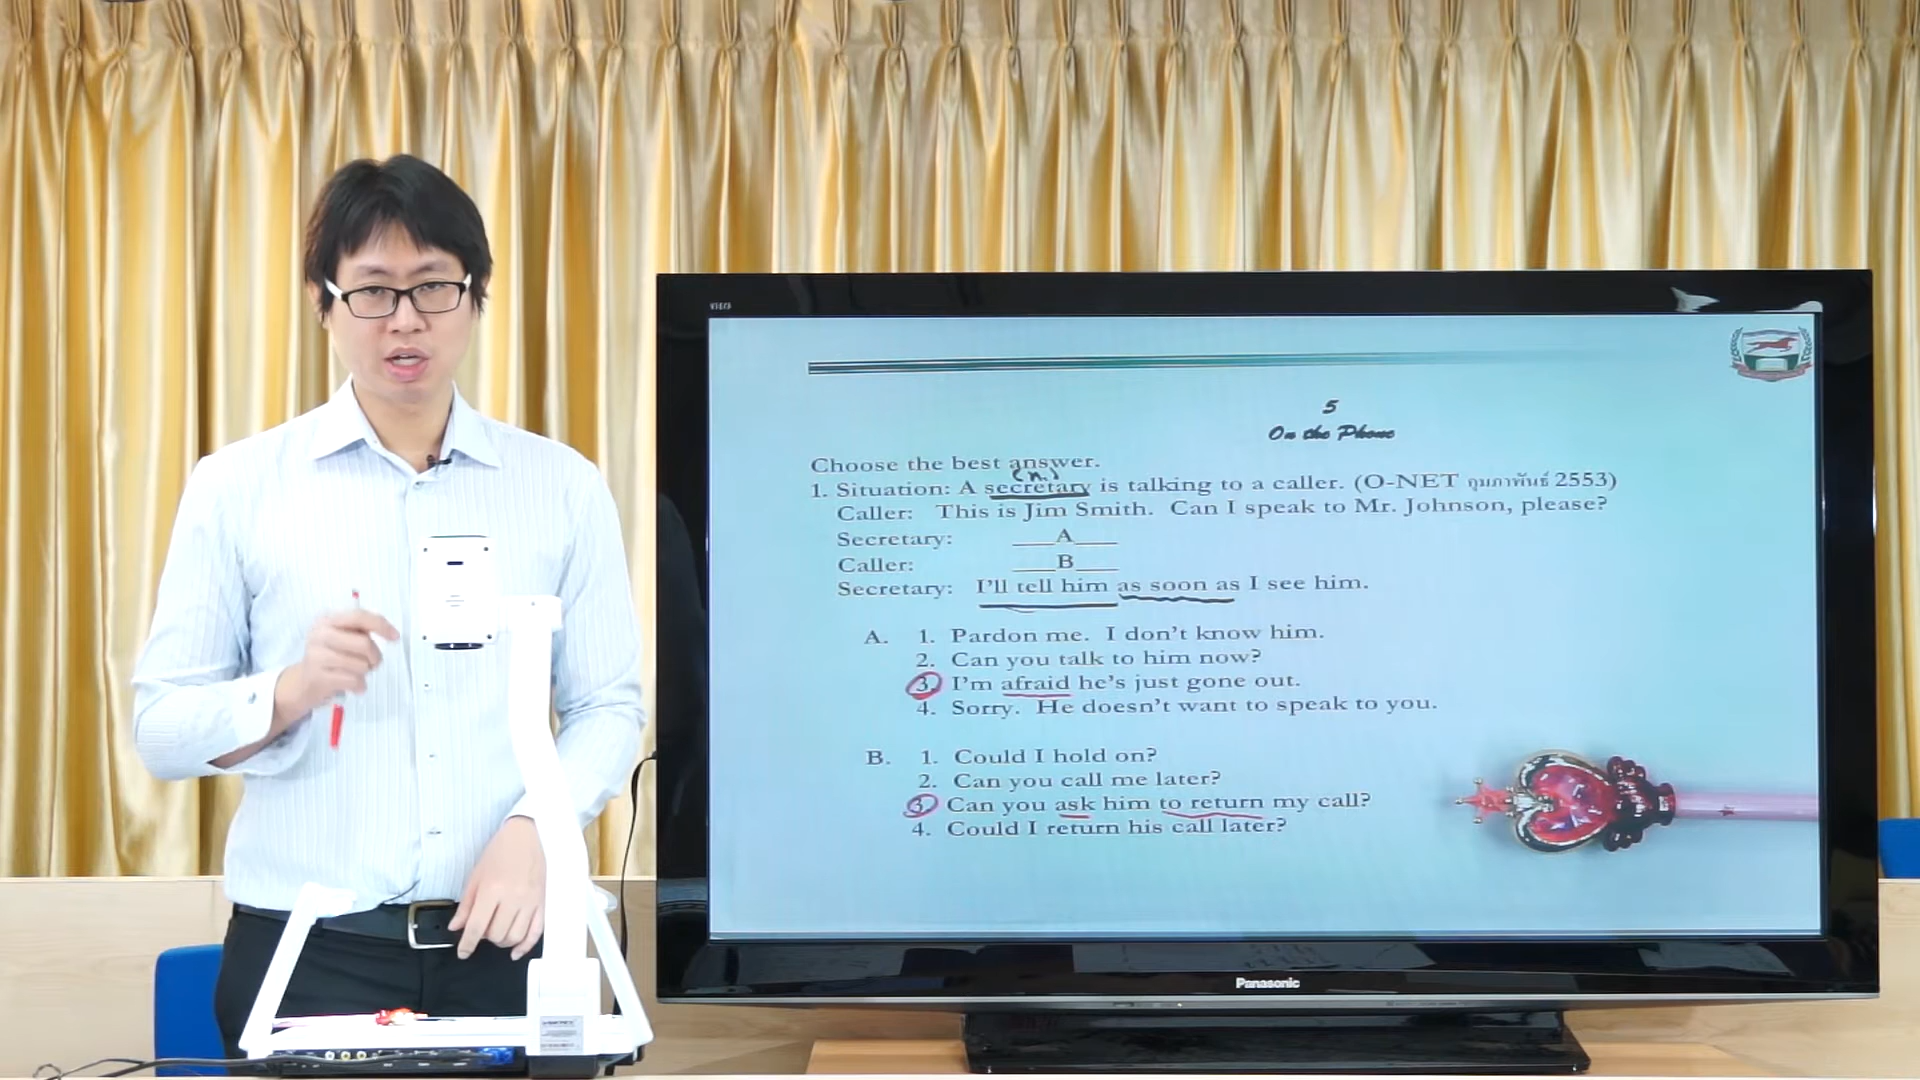 VIERA
5
On the Phone
Choose the best answer.
(n.)
1. Situation: A secretary is talking to a caller. (O-NET กุมภาพันธ์ 2553)
Caller: This is Jim Smith. Can I speak to Mr. Johnson, please?
Secretary: ___A___
Caller: ___B___
Secretary: I'll tell him as soon as I see him.
A. 1. Pardon me. I don't know him.
2. Can you talk to him now?
3. I'm afraid he's just gone out.
4. Sorry. He doesn't want to speak to you.
B. 1. Could I hold on?
2. Can you call me later?
3. Can you ask him to return my call?
4. Could I return his call later?
Panasonic